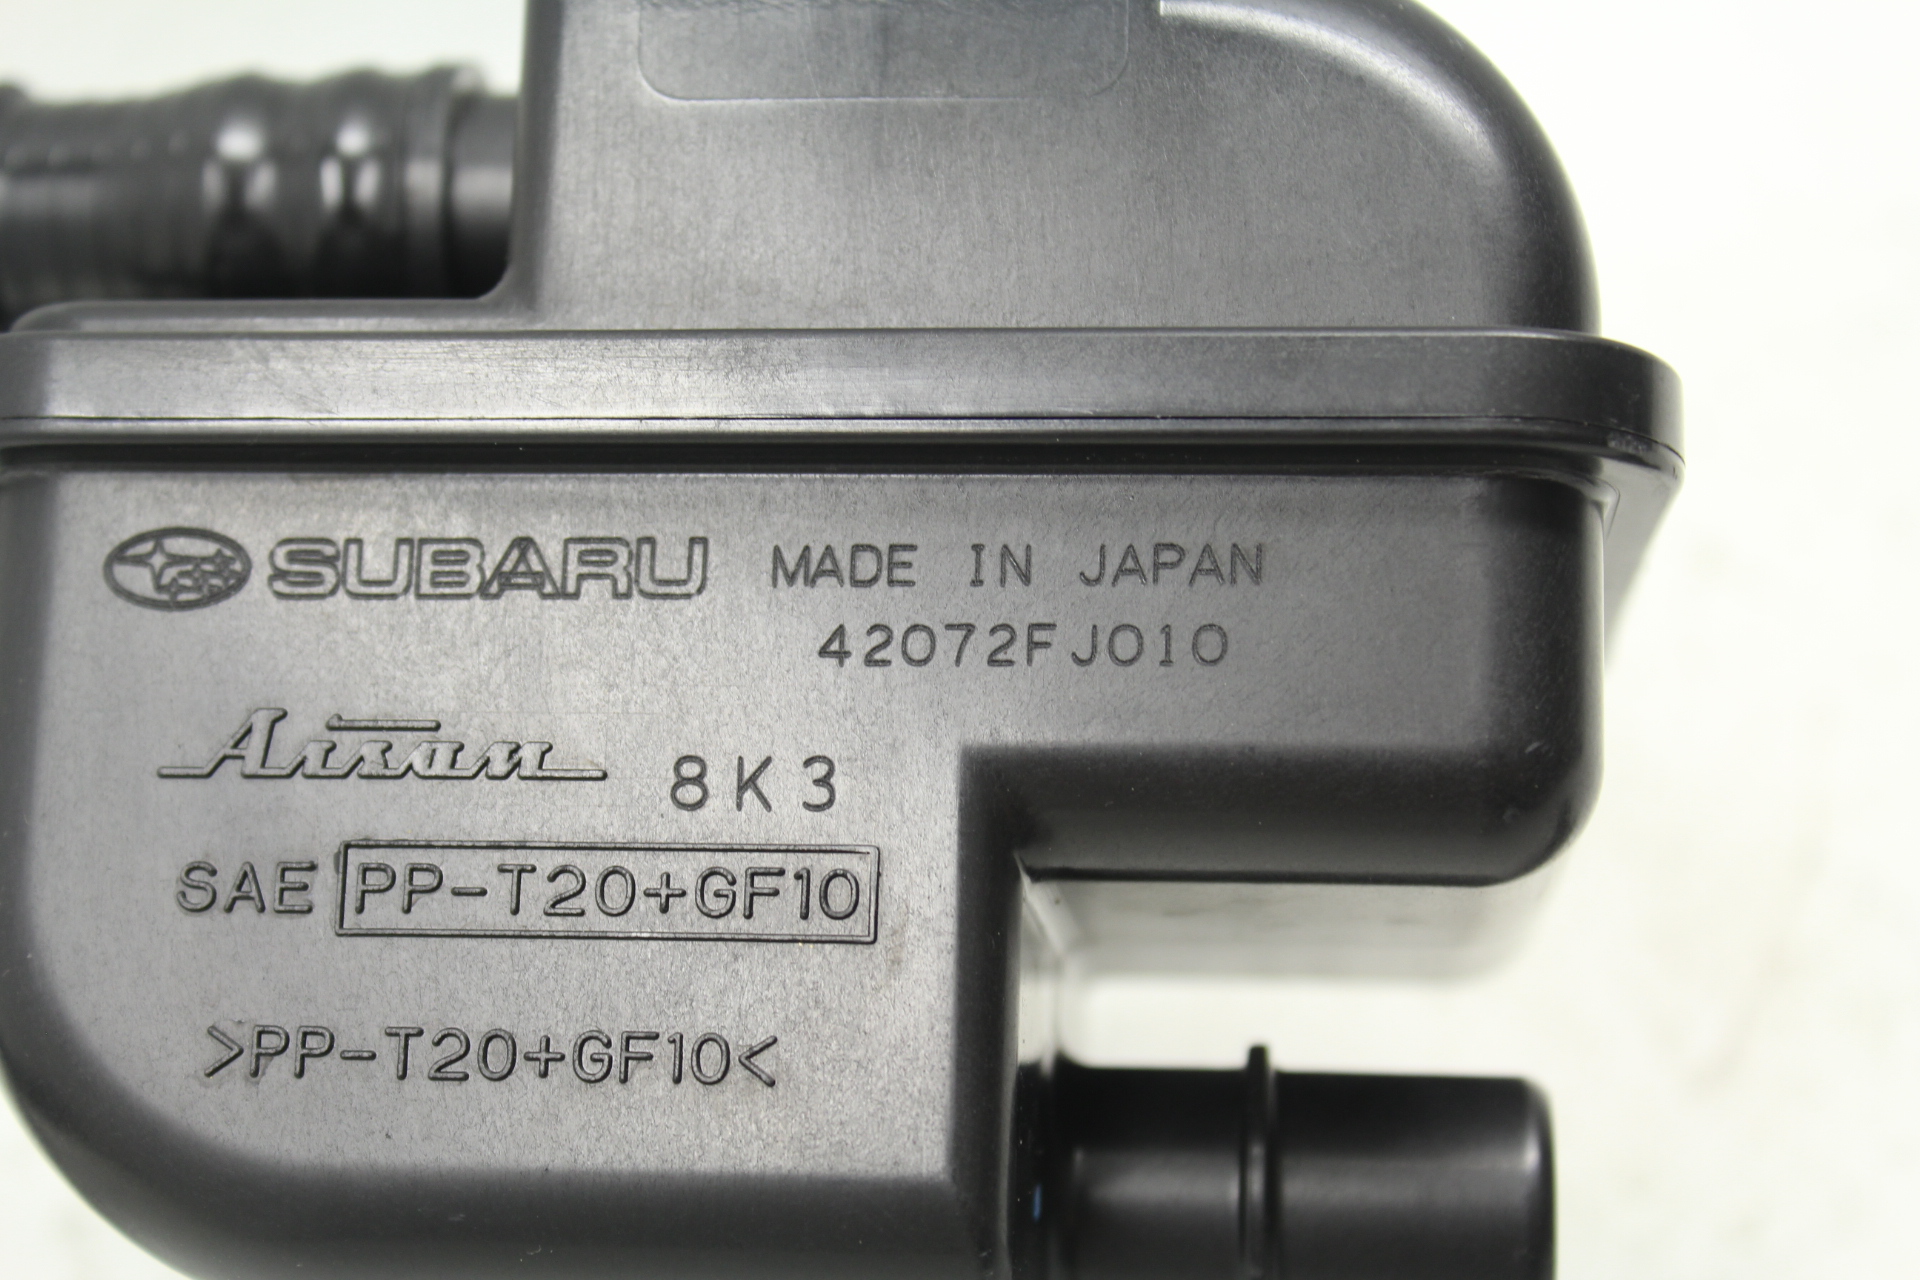 SUBARU MADE IN JAPAN
42072FJ010
Aisan 8K3
SAE PP-T20+GF10
>PP-T20+GF10<